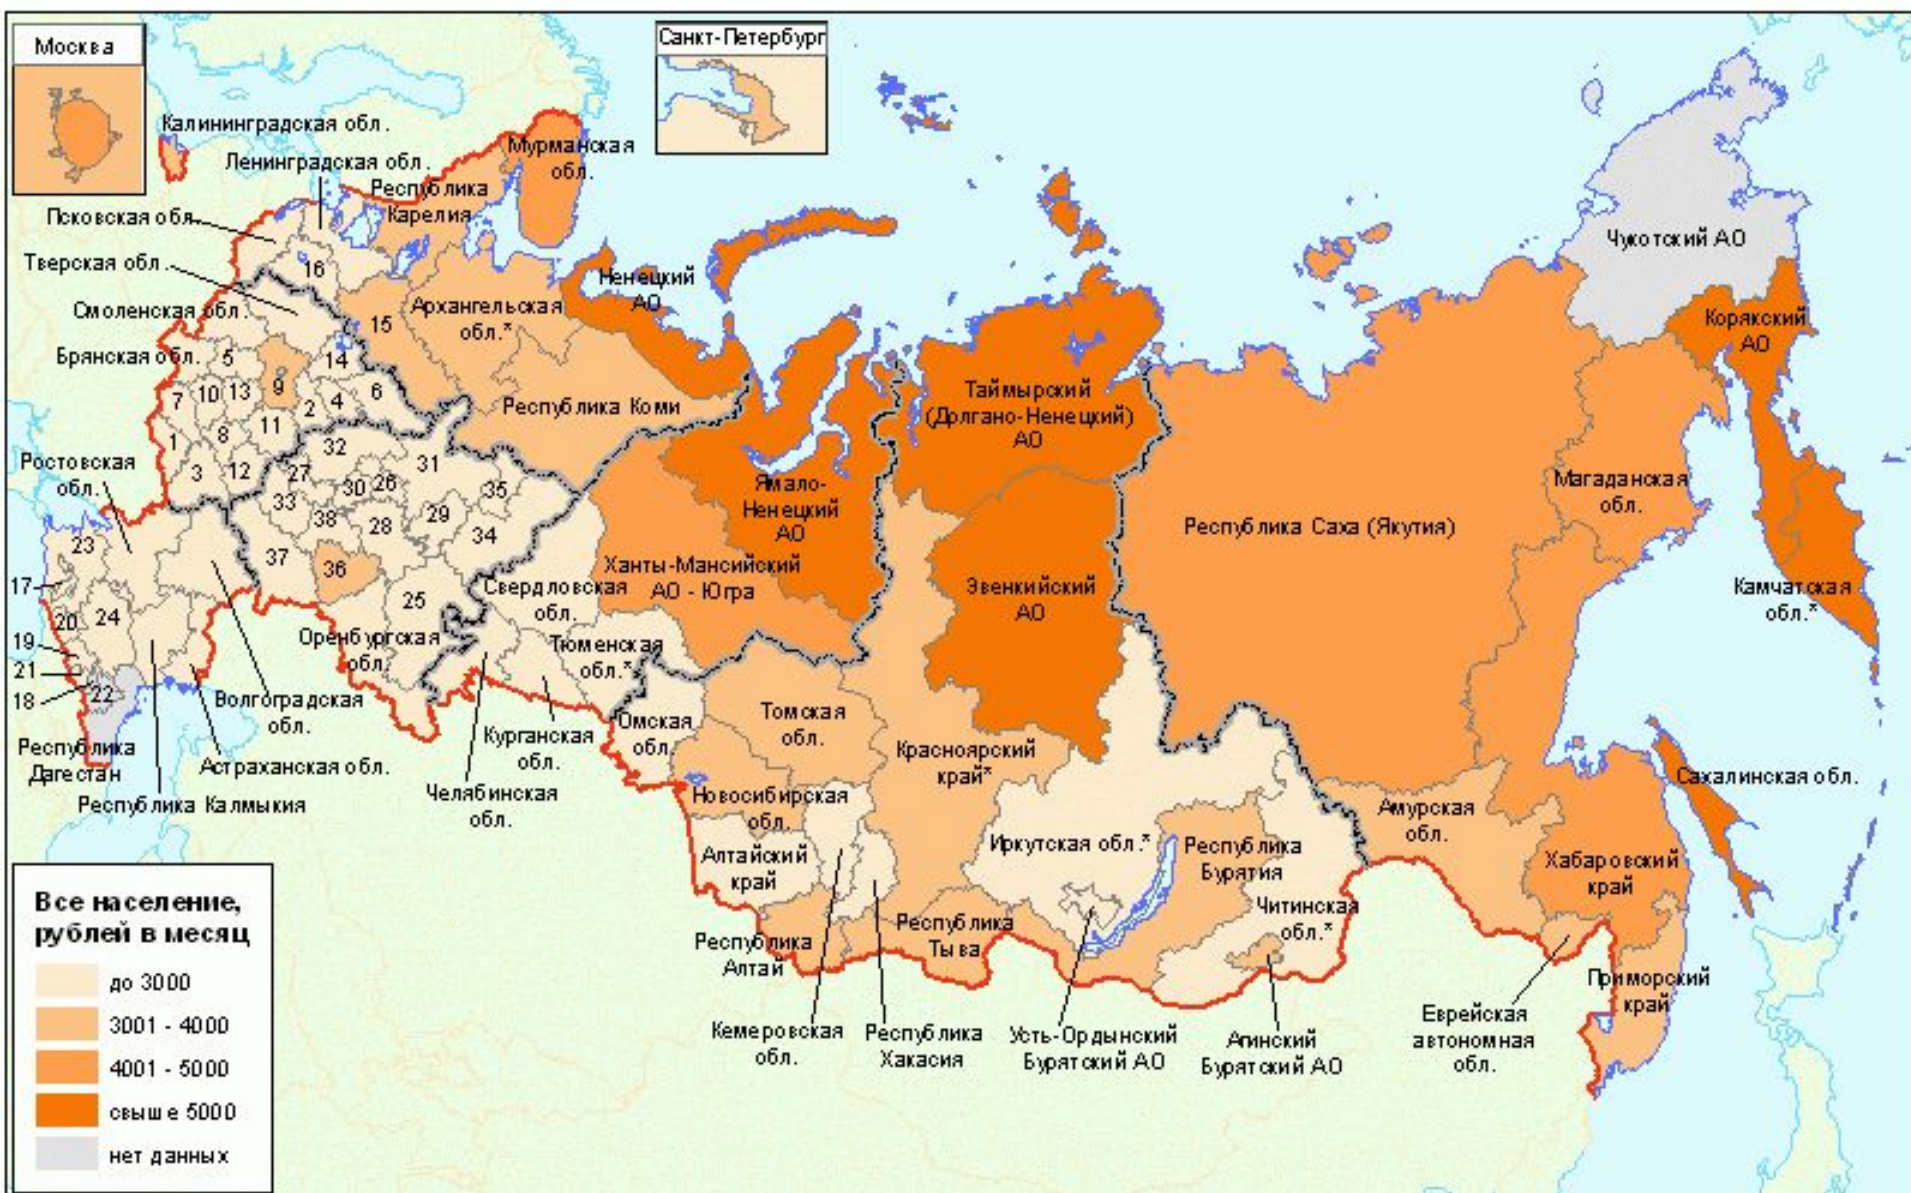 Москва
Санкт-Петербург
Калининградская обл.
Ленинградская обл.
Мурманская
обл.
Республика
Карелия
Псковская обл.
Тверская обл.
Смоленская обл.
Брянская обл.
16
15
Архангельская
обл.*
Ненецкий
АО
Республика Коми
5
14
9
10
13
7
2
4
6
8
11
1
3
12
32
31
27
30
26
35
33
38
28
29
34
37
36
25
Ростовская
обл.
23
17
20
24
19
21
18
22
Республика
Дагестан
Республика Калмыкия
Астраханская обл.
Волгоградская
обл.
Оренбургская
обл.
Челябинская
обл.
Курганская
обл.
Свердловская
обл.
Тюменская
обл.*
Ханты-Мансийский
АО - Югра
Ямало-
Ненецкий
АО
Таймырский
(Долгано-Ненецкий)
АО
Эвенкийский
АО
Республика Саха (Якутия)
Чукотский АО
Корякский
АО
Магаданская
обл.
Камчатская
обл.*
Сахалинская обл.
Омская
обл.
Томская
обл.
Красноярский
край*
Новосибирская
обл.
Алтайский
край
Республика
Алтай
Кемеровская
обл.
Республика
Хакасия
Республика
Тыва
Иркутская обл.*
Усть-Ордынский
Бурятский АО
Республика
Бурятия
Читинская
обл.*
Агинский
Бурятский АО
Амурская
обл.
Хабаровский
край
Еврейская
автономная
обл.
Приморский
край
Все население,
рублей в месяц
до 3000
3001 - 4000
4001 - 5000
свыше 5000
нет данных